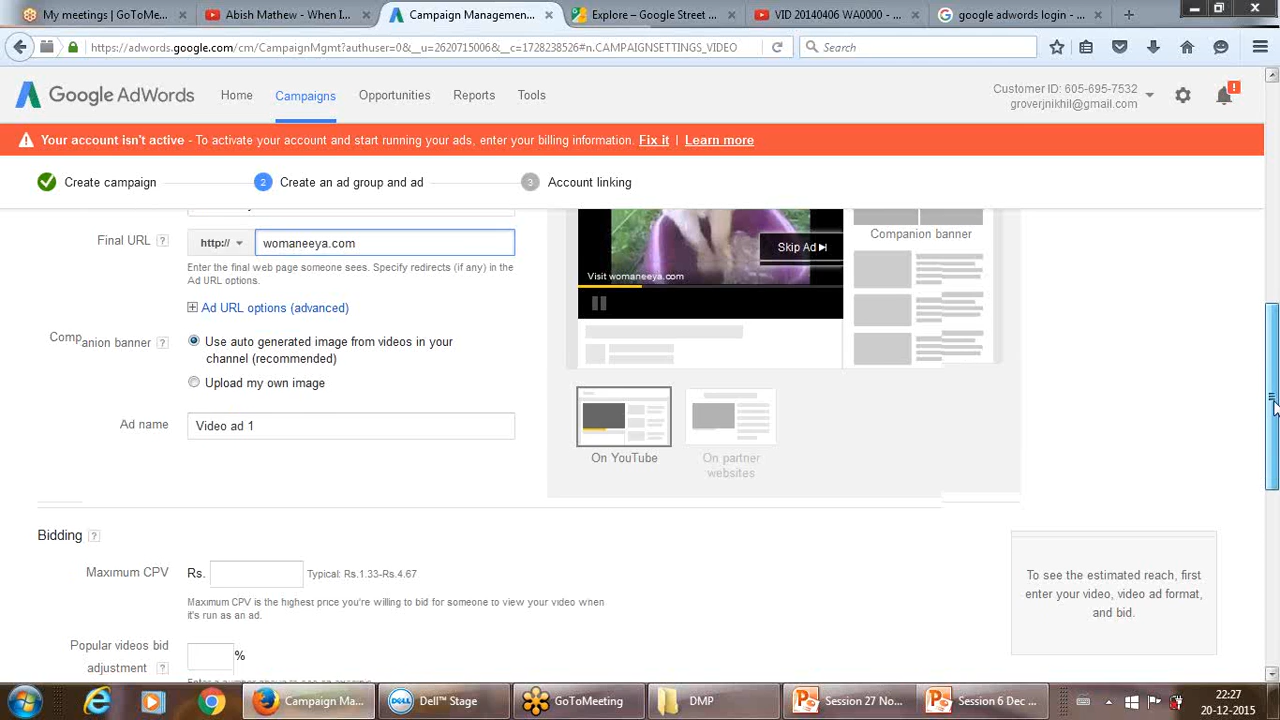 My meetings | GoToMe...
Abish Mathew - When I...
Campaign Management...
Explore – Google Street ...
VID 20140406 WA0000 - ...
google adwords login - ...
https://adwords.google.com/cm/CampaignMgmt?authuser=0&__u=2620715006&__c=1728238526#n.CAMPAIGNSETTINGS_VIDEO
Search
Google AdWords
Home
Campaigns
Opportunities
Reports
Tools
Customer ID: 605-695-7532
groverjnikhil@gmail.com
Your account isn't active - To activate your account and start running your ads, enter your billing information. Fix it | Learn more
Create campaign
2 Create an ad group and ad
3 Account linking
Final URL ?
http://
womaneeya.com
Enter the final web page someone sees. Specify redirects (if any) in the
Ad URL options.
Ad URL options (advanced)
Companion banner ?
Use auto generated image from videos in your
channel (recommended)
Upload my own image
Ad name
Video ad 1
Skip Ad
Visit womaneeya.com
Companion banner
On YouTube
On partner
websites
Bidding ?
Maximum CPV
Rs.
Typical: Rs.1.33-Rs.4.67
Maximum CPV is the highest price you're willing to bid for someone to view your video when
it's run as an ad.
Popular videos bid
adjustment ?
%
To see the estimated reach, first
enter your video, video ad format,
and bid.
Campaign Ma...
DELL
Dell™ Stage
GoToMeeting
DMP
Session 27 No...
Session 6 Dec ...
22:27
20-12-2015